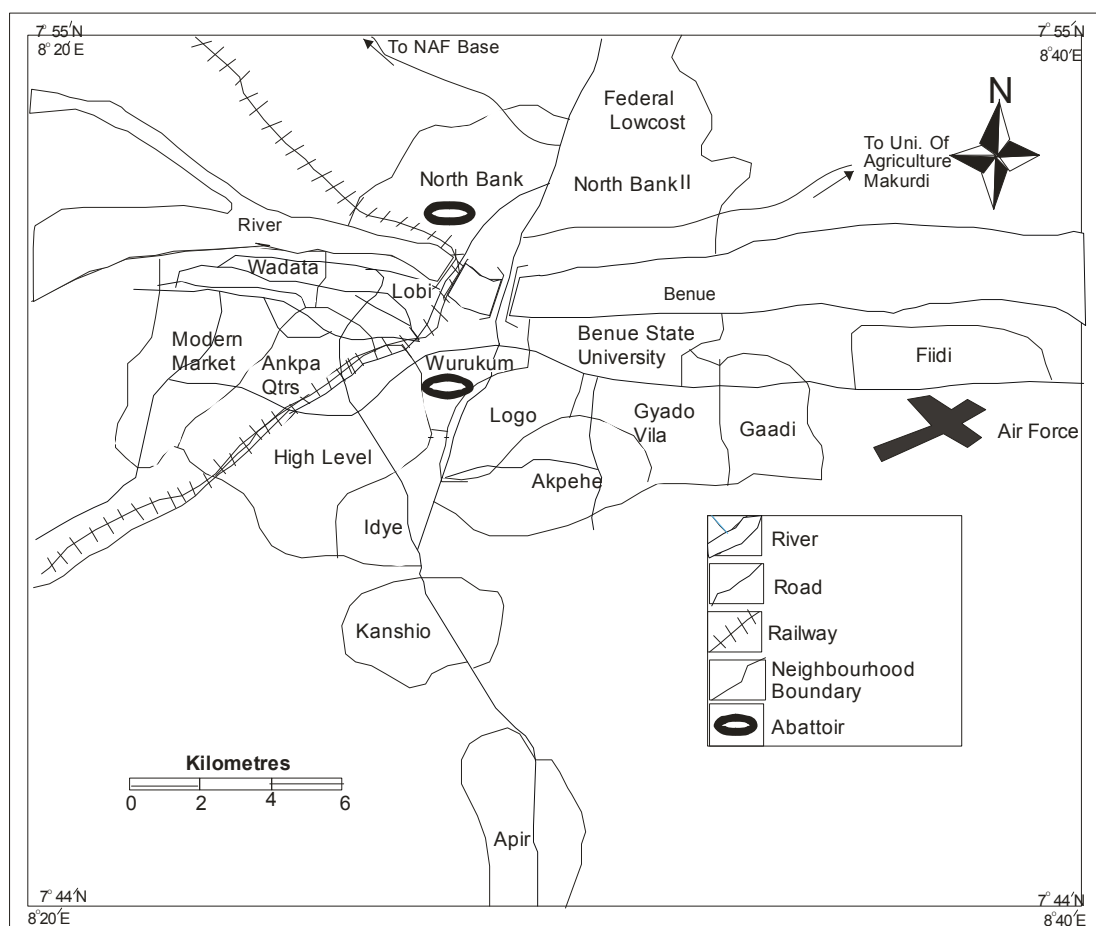 7°55′N
8°20′E
7°55′N
8°40′E
To NAF Base
N
Federal
Lowcost
To Uni. Of
Agriculture
Makurdi
North Bank
North Bank II
River
Wadata
Lobi
Benue
Modern
Market
Ankpa
Qtrs
Wurukum
Benue State
University
Fiidi
Logo
Gyado
Vila
Gaadi
Air Force
High Level
Akpehe
Idye
River
Road
Kanshio
Railway
Neighbourhood
Boundary
Abattoir
Kilometres
0 2 4 6
Apir
7°44′N
8°20′E
7°44′N
8°40′E